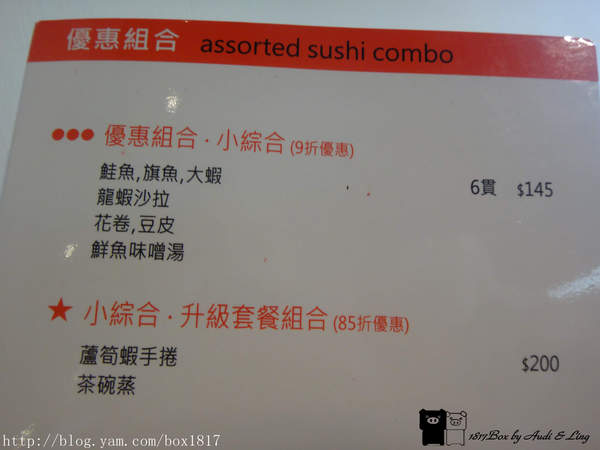 優惠組合 assorted sushi combo
優惠組合·小綜合(9折優惠)
鮭魚,旗魚,大蝦 6貫 $145
龍蝦沙拉
花卷,豆皮
鮮魚味噌湯
小綜合·升級套餐組合(85折優惠)
蘆筍蝦手捲 $200
茶碗蒸
http://blog.yam.com/box1817
1817.Box by Audi & Ling